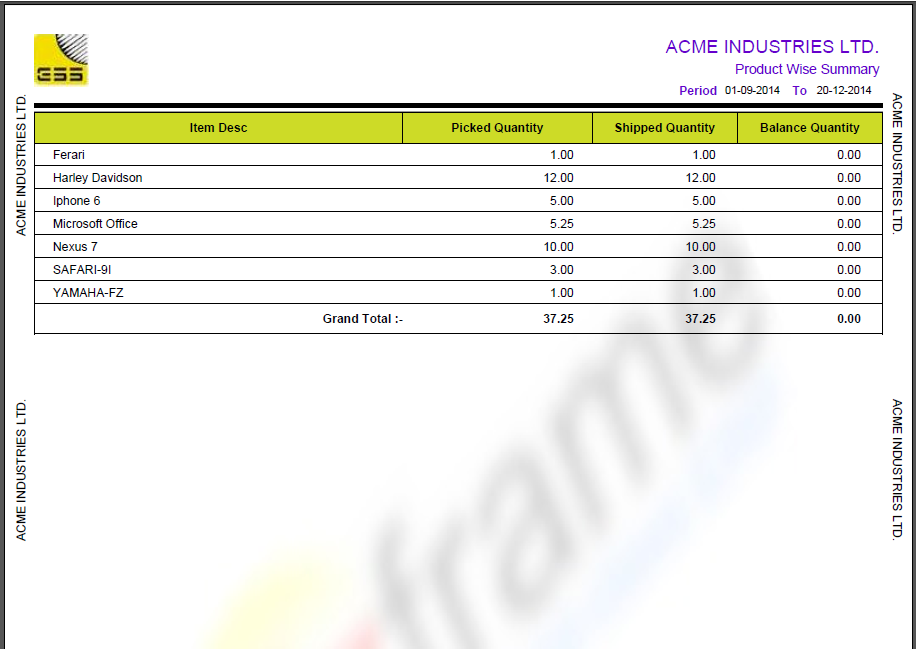 ESS
ACME INDUSTRIES LTD.
Product Wise Summary
Period 01-09-2014 To 20-12-2014
Item Desc Picked Quantity Shipped Quantity Balance Quantity
Ferari 1.00 1.00 0.00
Harley Davidson 12.00 12.00 0.00
Iphone 6 5.00 5.00 0.00
Microsoft Office 5.25 5.25 0.00
Nexus 7 10.00 10.00 0.00
SAFARI-9I 3.00 3.00 0.00
YAMAHA-FZ 1.00 1.00 0.00
Grand Total :- 37.25 37.25 0.00
ACME INDUSTRIES LTD.
ACME INDUSTRIES LTD.
ACME INDUSTRIES LTD.
ACME INDUSTRIES LTD.
frame